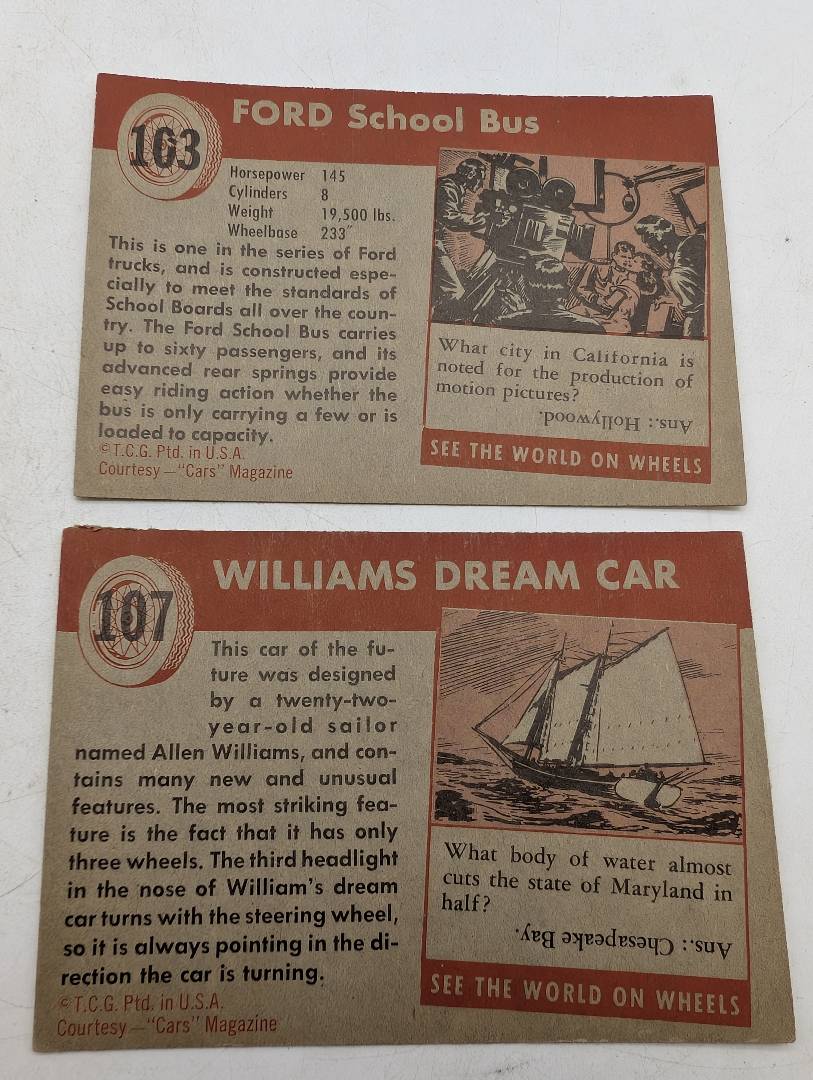 103
FORD School Bus
Horsepower 145
Cylinders 8
Weight 19,500 lbs.
Wheelbase 233"
This is one in the series of Ford
trucks, and is constructed espe-
cially to meet the standards of
School Boards all over the coun-
try. The Ford School Bus carries
up to sixty passengers, and its
advanced rear springs provide
easy riding action whether the
bus is only carrying a few or is
loaded to capacity.
©T.C.G. Ptd. in U.S.A.
Courtesy—"Cars" Magazine
What city in California is
noted for the production of
motion pictures?
Ans.: Hollywood.
SEE THE WORLD ON WHEELS
107
WILLIAMS DREAM CAR
This car of the fu-
ture was designed
by a twenty-two-
year-old sailor
named Allen Williams, and con-
tains many new and unusual
features. The most striking fea-
ture is the fact that it has only
three wheels. The third headlight
in the nose of William's dream
car turns with the steering wheel,
so it is always pointing in the di-
rection the car is turning.
©T.C.G. Ptd. in U.S.A.
Courtesy—"Cars" Magazine
What body of water almost
cuts the state of Maryland in
half?
Ans.: Chesapeake Bay.
SEE THE WORLD ON WHEELS